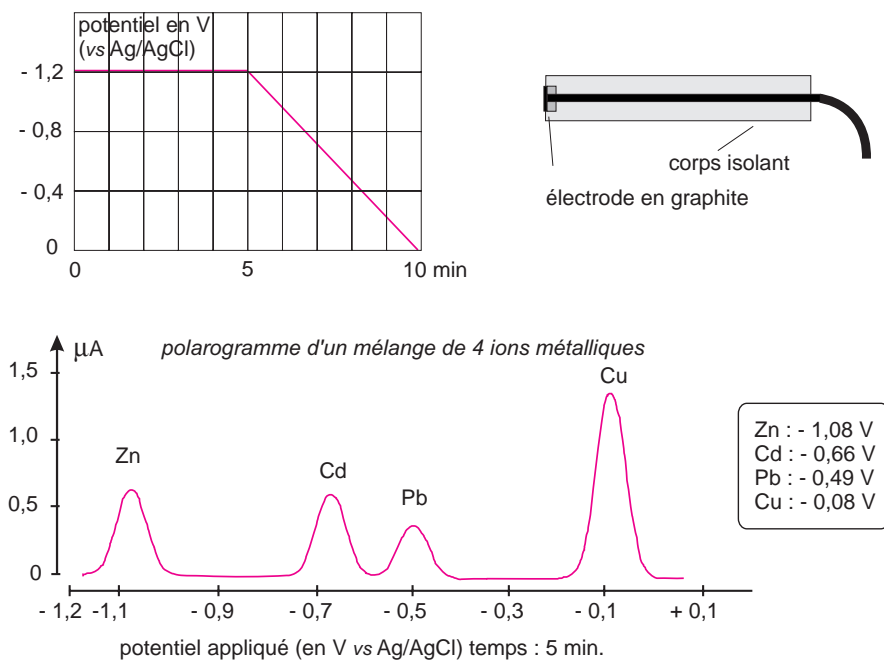 potentiel en V
(vs Ag/AgCl)
- 1,2
- 0,8
- 0,4
0
0
5
10 min
corps isolant
électrode en graphite
µA
polarogramme d'un mélange de 4 ions métalliques
1,5
1,0
0,5
0
Zn
Cd
Pb
Cu
Zn : - 1,08 V
Cd : - 0,66 V
Pb : - 0,49 V
Cu : - 0,08 V
- 1,2 -1,1 - 0,9 - 0,7 - 0,5 - 0,3 - 0,1 + 0,1
potentiel appliqué (en V vs Ag/AgCl) temps : 5 min.